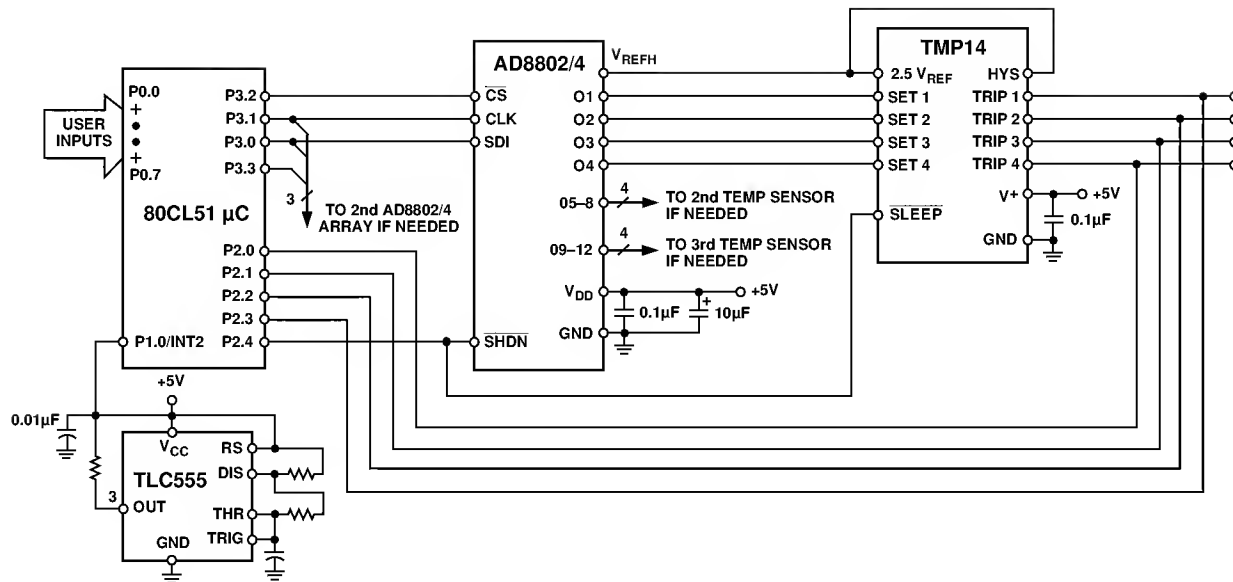 80CL51 µC
USER
INPUTS
P0.0
+
+
P0.7
P3.2
P3.1
P3.0
P3.3
3
TO 2nd AD8802/4
ARRAY IF NEEDED
P2.0
P2.1
P2.2
P2.3
P2.4
P1.0/INT2
AD8802/4
VREFH
CS
CLK
SDI
SHDN
O1
O2
O3
O4
05–8
4
TO 2nd TEMP SENSOR
IF NEEDED
09–12
4
TO 3rd TEMP SENSOR
IF NEEDED
VDD
+5V
0.1µF
+
10µF
GND
TMP14
2.5 VREF
SET 1
SET 2
SET 3
SET 4
SLEEP
HYS
TRIP 1
TRIP 2
TRIP 3
TRIP 4
V+
+5V
0.1µF
GND
+5V
0.01µF
TLC555
VCC
RS
DIS
THR
TRIG
3
OUT
GND